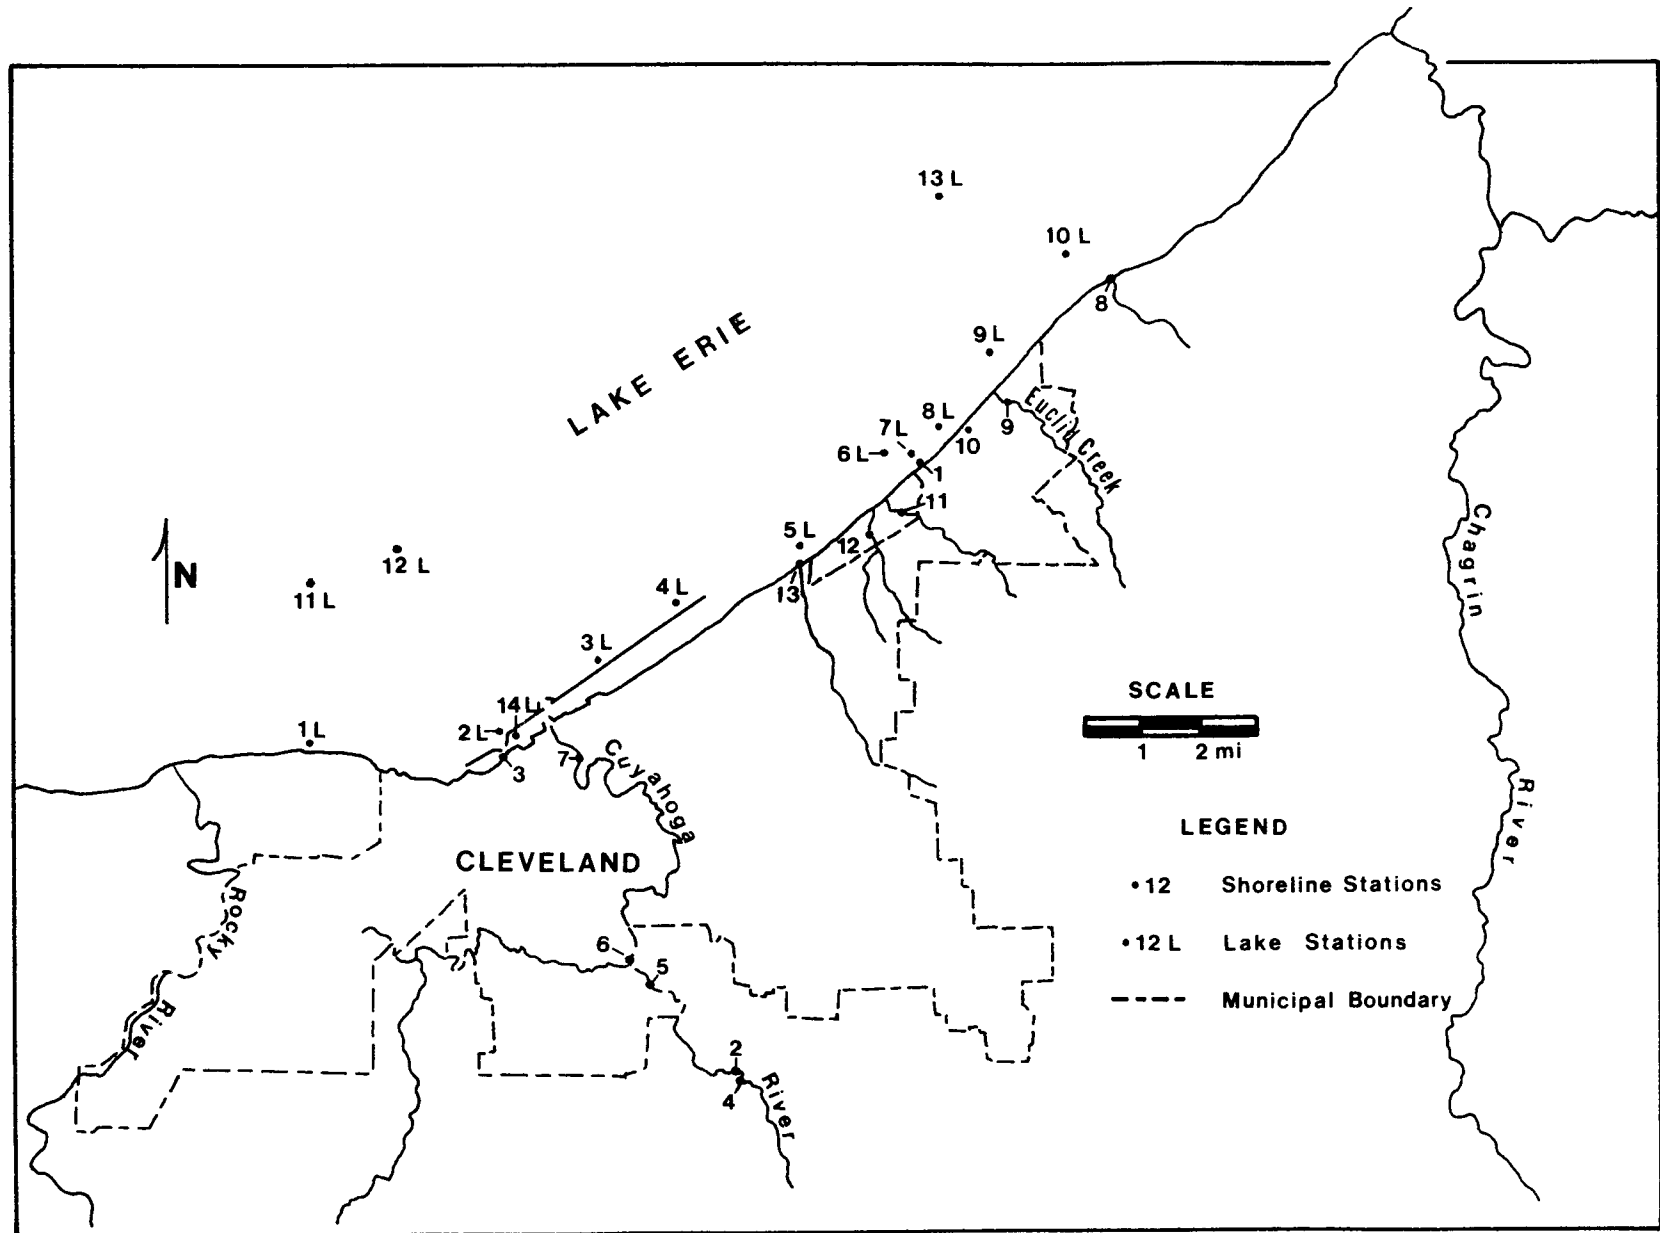 13 L
10 L
8
LAKE ERIE
9 L
Euclid Creek
8 L
9
7 L
10
6 L
1
11
5 L
12
N
12 L
11 L
13
4 L
Chagrin
River
3 L
SCALE
1 2 mi
14 L
2 L
1 L
3
7
Cuyahoga
River
LEGEND
CLEVELAND
•12 Shoreline Stations
•12 L Lake Stations
Municipal Boundary
Rocky
River
6
5
2
4